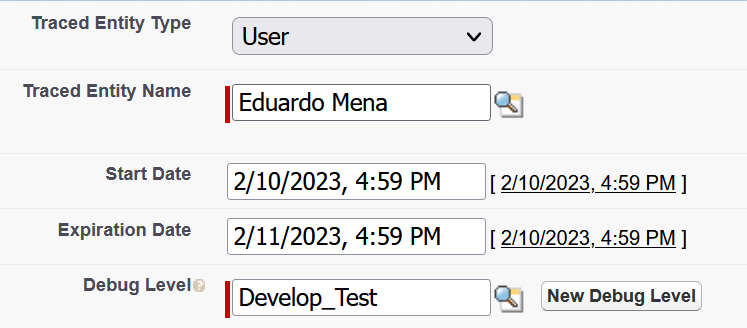 Traced Entity Type User
Traced Entity Name Eduardo Mena
Start Date 2/10/2023, 4:59 PM [ 2/10/2023, 4:59 PM ]
Expiration Date 2/11/2023, 4:59 PM [ 2/10/2023, 4:59 PM ]
Debug Level ? Develop_Test New Debug Level